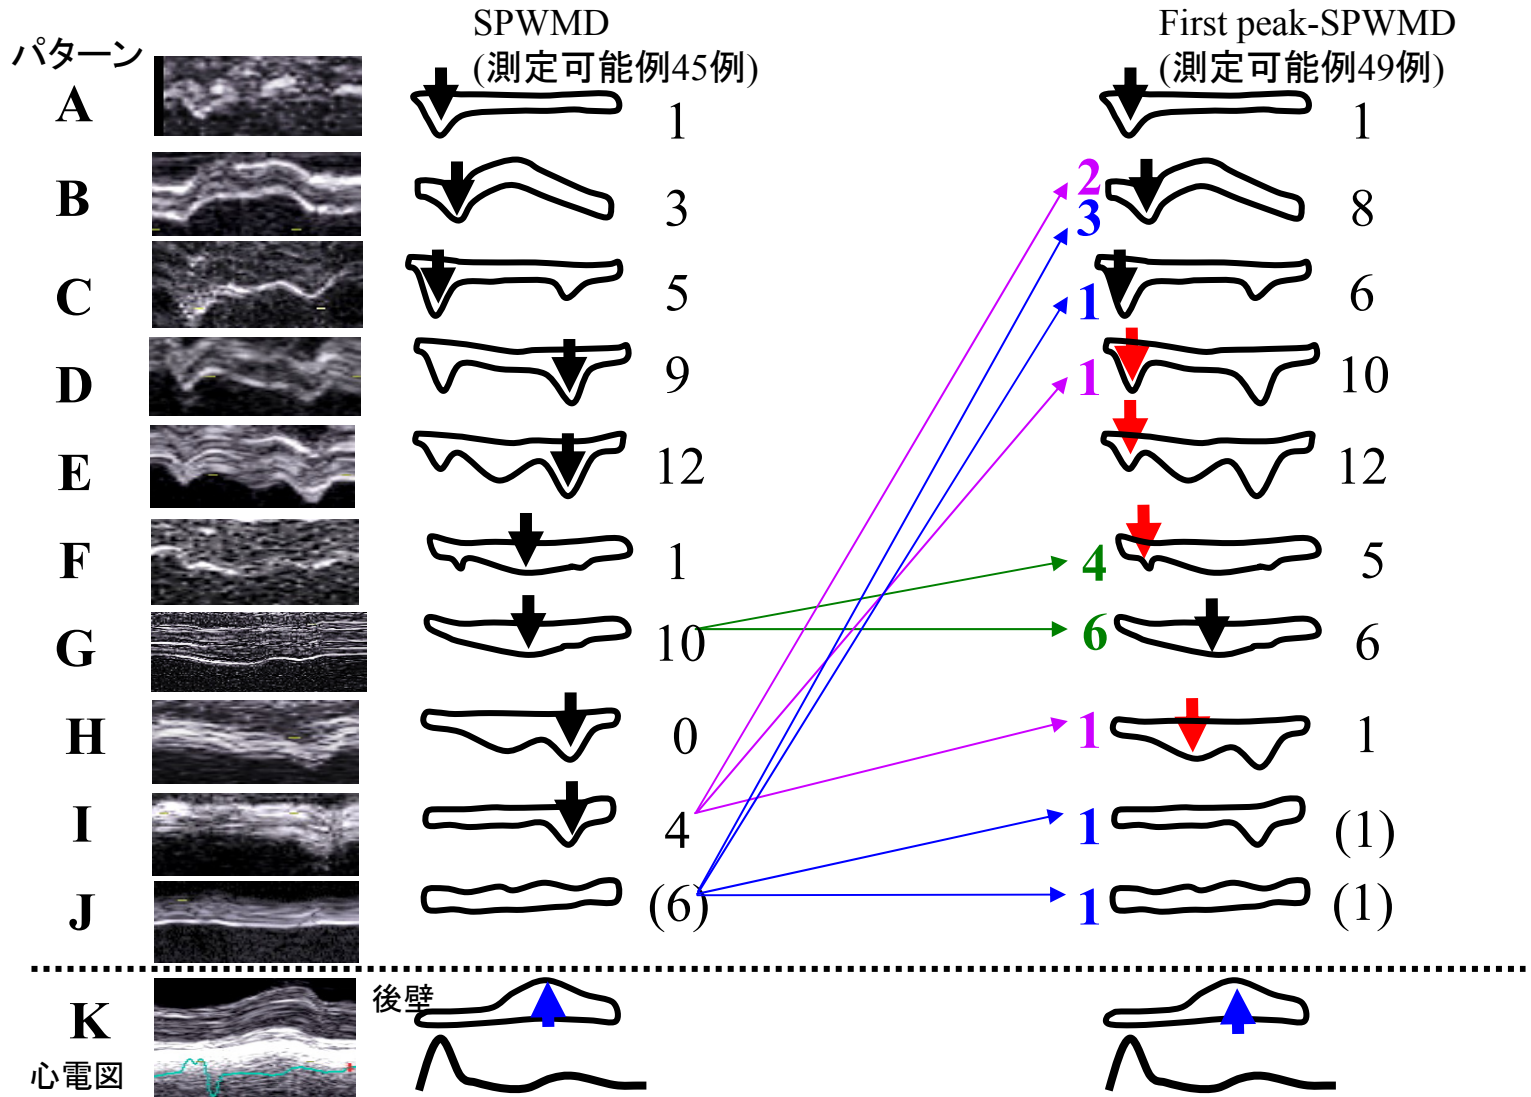 SPWMD
(測定可能例45例)
First peak-SPWMD
(測定可能例49例)
パターン
A 1 1
B 3 2 3 8
C 5 1 6
D 9 1 10
E 12 12
F 1 4 5
G 10 6 6
H 0 1 1
I 4 1 (1)
J (6) 1 (1)
K 後壁
心電図